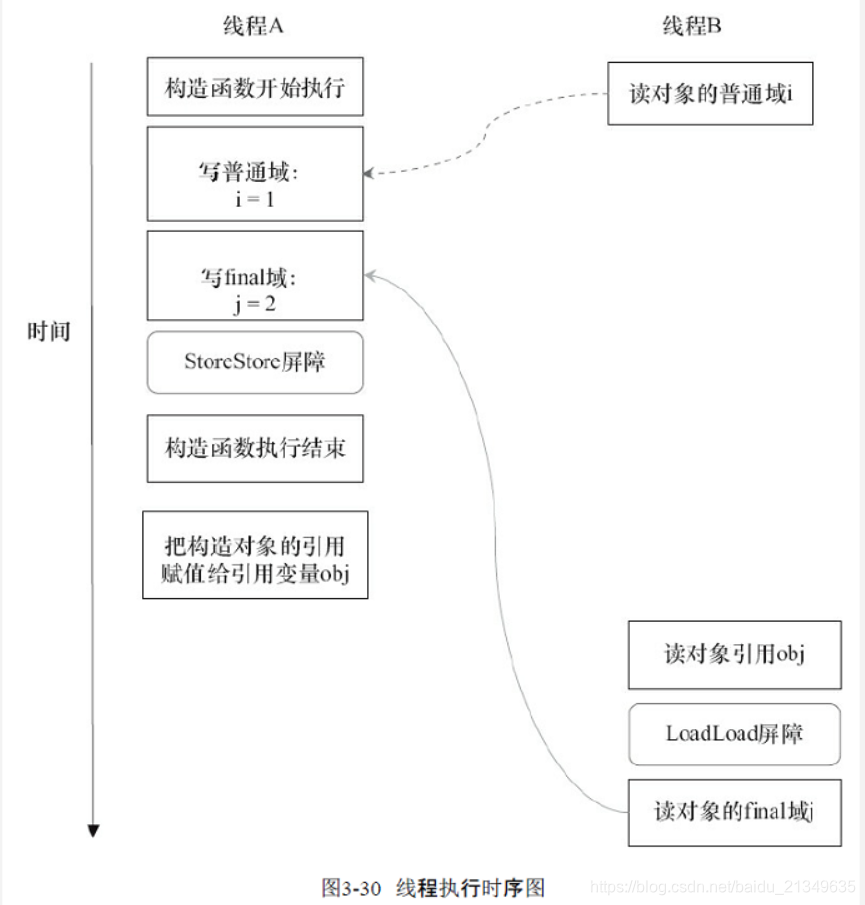 线程A
线程B
构造函数开始执行
读对象的普通域i
写普通域：
i = 1
写final域：
j = 2
时间
StoreStore屏障
构造函数执行结束
把构造对象的引用
赋值给引用变量obj
读对象引用obj
LoadLoad屏障
读对象的final域j
图3-30 线程执行时序图
https://blog.csdn.net/baidu_21349635